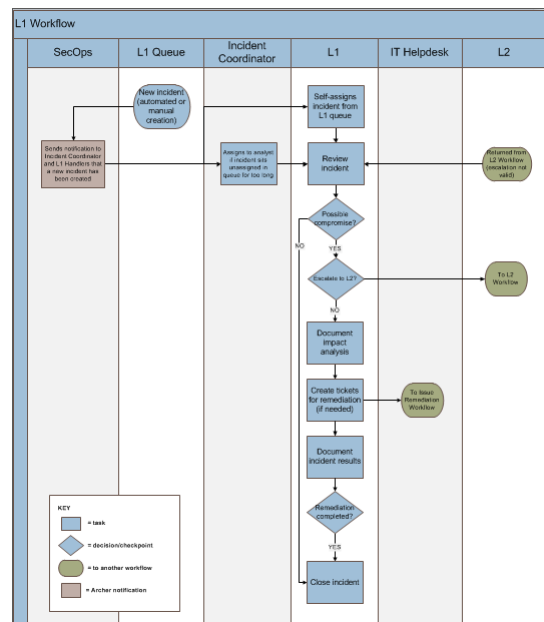 L1 Workflow
SecOps
L1 Queue
Incident
Coordinator
L1
IT Helpdesk
L2
New incident
(automated or
manual
creation)
Self-assigns
incident from
L1 queue
Sends notification to
Incident Coordinator
and L1 Handlers that
a new incident has
been created
Assigns to analyst
if incident sits
unassigned in
queue for too long
Review
incident
Returned from
L2 Workflow
(escalation not
valid)
Possible
compromise?
NO
YES
Escalate to L2?
To L2
Workflow
NO
Document
impact
analysis
Create tickets
for remediation
(if needed)
To Issue
Remediation
Workflow
Document
incident results
Remediation
completed?
YES
Close incident
KEY
= task
= decision/checkpoint
= to another workflow
= Archer notification